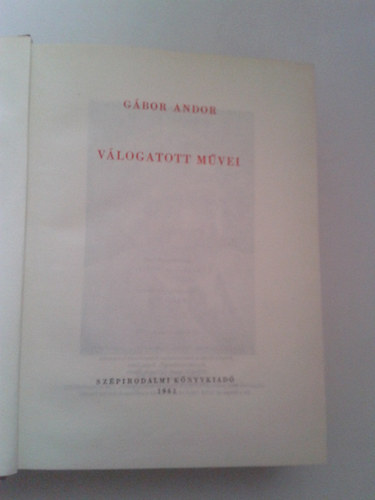 GÁBOR ANDOR
VÁLOGATOTT MŰVEI
SZÉPIRODALMI KÖNYVKIADÓ